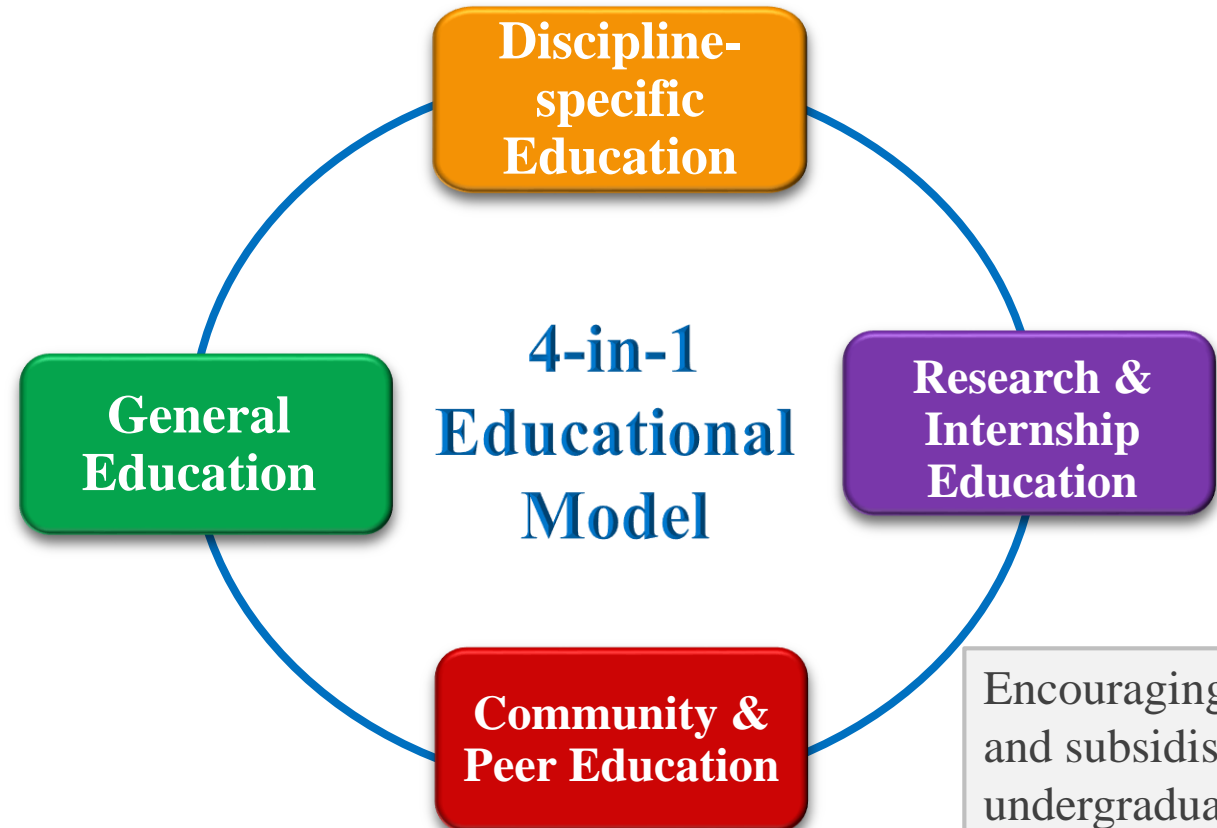 Discipline-
specific
Education
4-in-1
Educational
Model
General
Education
Research &
Internship
Education
Community &
Peer Education
Encouraging
and subsidis
undergradua